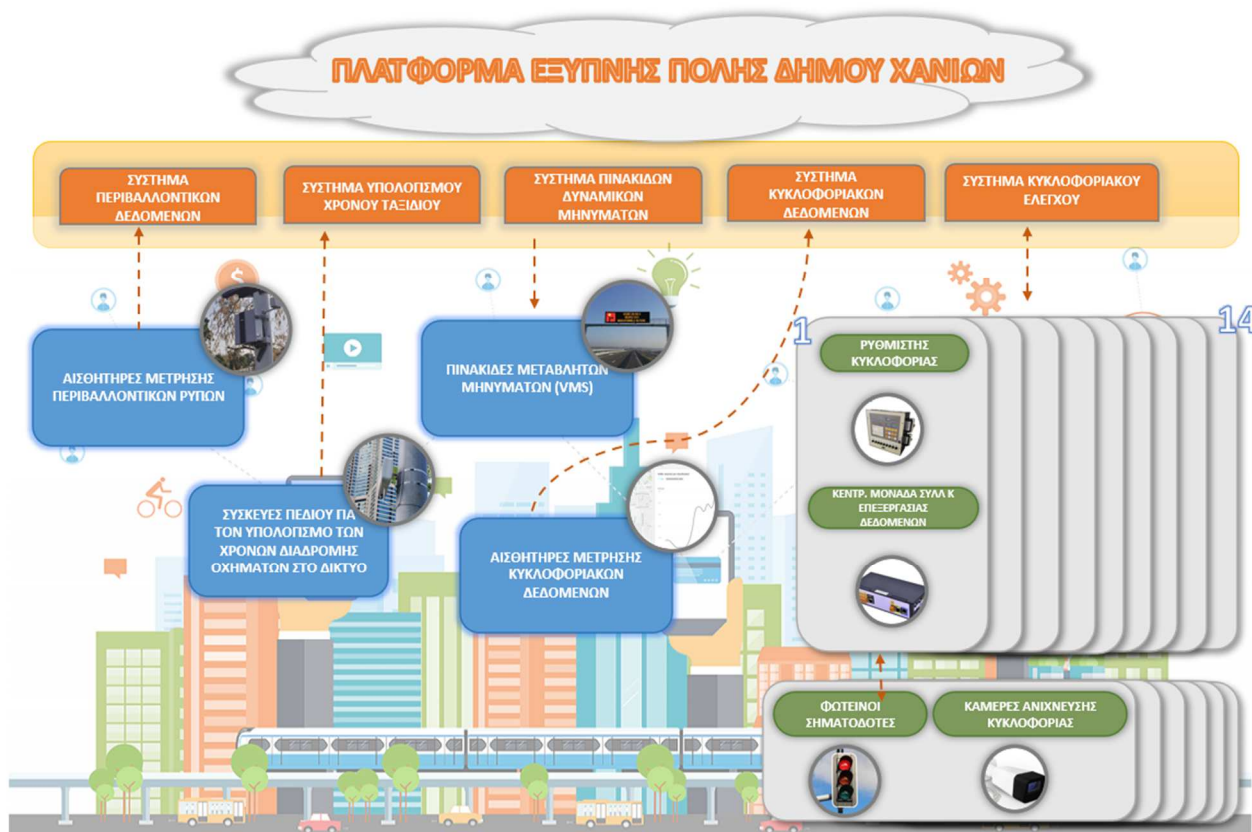 ΠΛΑΤΦΟΡΜΑ ΕΞΥΠΝΗΣ ΠΟΛΗΣ ΔΗΜΟΥ ΧΑΝΙΩΝ
ΣΥΣΤΗΜΑ
ΠΕΡΙΒΑΛΛΟΝΤΙΚΩΝ
ΔΕΔΟΜΕΝΩΝ
ΣΥΣΤΗΜΑ ΥΠΟΛΟΓΙΣΜΟΥ
ΧΡΟΝΟΥ ΤΑΞΙΔΙΟΥ
ΣΥΣΤΗΜΑ ΠΙΝΑΚΙΔΩΝ
ΔΥΝΑΜΙΚΩΝ
ΜΗΝΥΜΑΤΩΝ
ΣΥΣΤΗΜΑ
ΚΥΚΛΟΦΟΡΙΑΚΩΝ
ΔΕΔΟΜΕΝΩΝ
ΣΥΣΤΗΜΑ ΚΥΚΛΟΦΟΡΙΑΚΟΥ
ΕΛΕΓΧΟΥ
ΑΙΣΘΗΤΗΡΕΣ ΜΕΤΡΗΣΗΣ
ΠΕΡΙΒΑΛΛΟΝΤΙΚΩΝ ΡΥΠΩΝ
ΠΙΝΑΚΙΔΕΣ ΜΕΤΑΒΛΗΤΩΝ
ΜΗΝΥΜΑΤΩΝ (VMS)
1
14
ΡΥΘΜΙΣΤΗΣ
ΚΥΚΛΟΦΟΡΙΑΣ
ΣΥΣΚΕΥΕΣ ΠΕΔΙΟΥ ΓΙΑ
ΤΟΝ ΥΠΟΛΟΓΙΣΜΟ ΤΩΝ
ΧΡΟΝΩΝ ΔΙΑΔΡΟΜΗΣ
ΟΧΗΜΑΤΩΝ ΣΤΟ ΔΙΚΤΥΟ
ΑΙΣΘΗΤΗΡΕΣ ΜΕΤΡΗΣΗΣ
ΚΥΚΛΟΦΟΡΙΑΚΩΝ
ΔΕΔΟΜΕΝΩΝ
ΚΕΝΤΡ. ΜΟΝΑΔΑ ΣΥΛΛ Κ
ΕΠΕΞΕΡΓΑΣΙΑΣ
ΔΕΔΟΜΕΝΩΝ
ΦΩΤΕΙΝΟΙ
ΣΗΜΑΤΟΔΟΤΕΣ
ΚΑΜΕΡΕΣ ΑΝΙΧΝΕΥΣΗΣ
ΚΥΚΛΟΦΟΡΙΑΣ